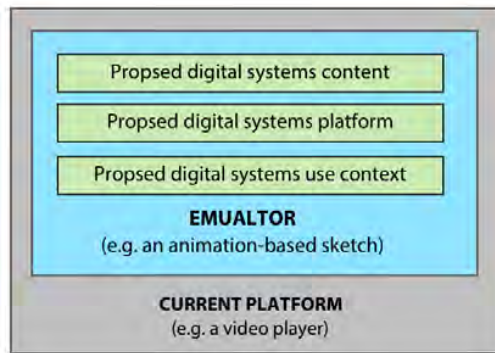 Propsed digital systems content
Propsed digital systems platform
Propsed digital systems use context
EMUALTOR
(e.g. an animation-based sketch)
CURRENT PLATFORM
(e.g. a video player)